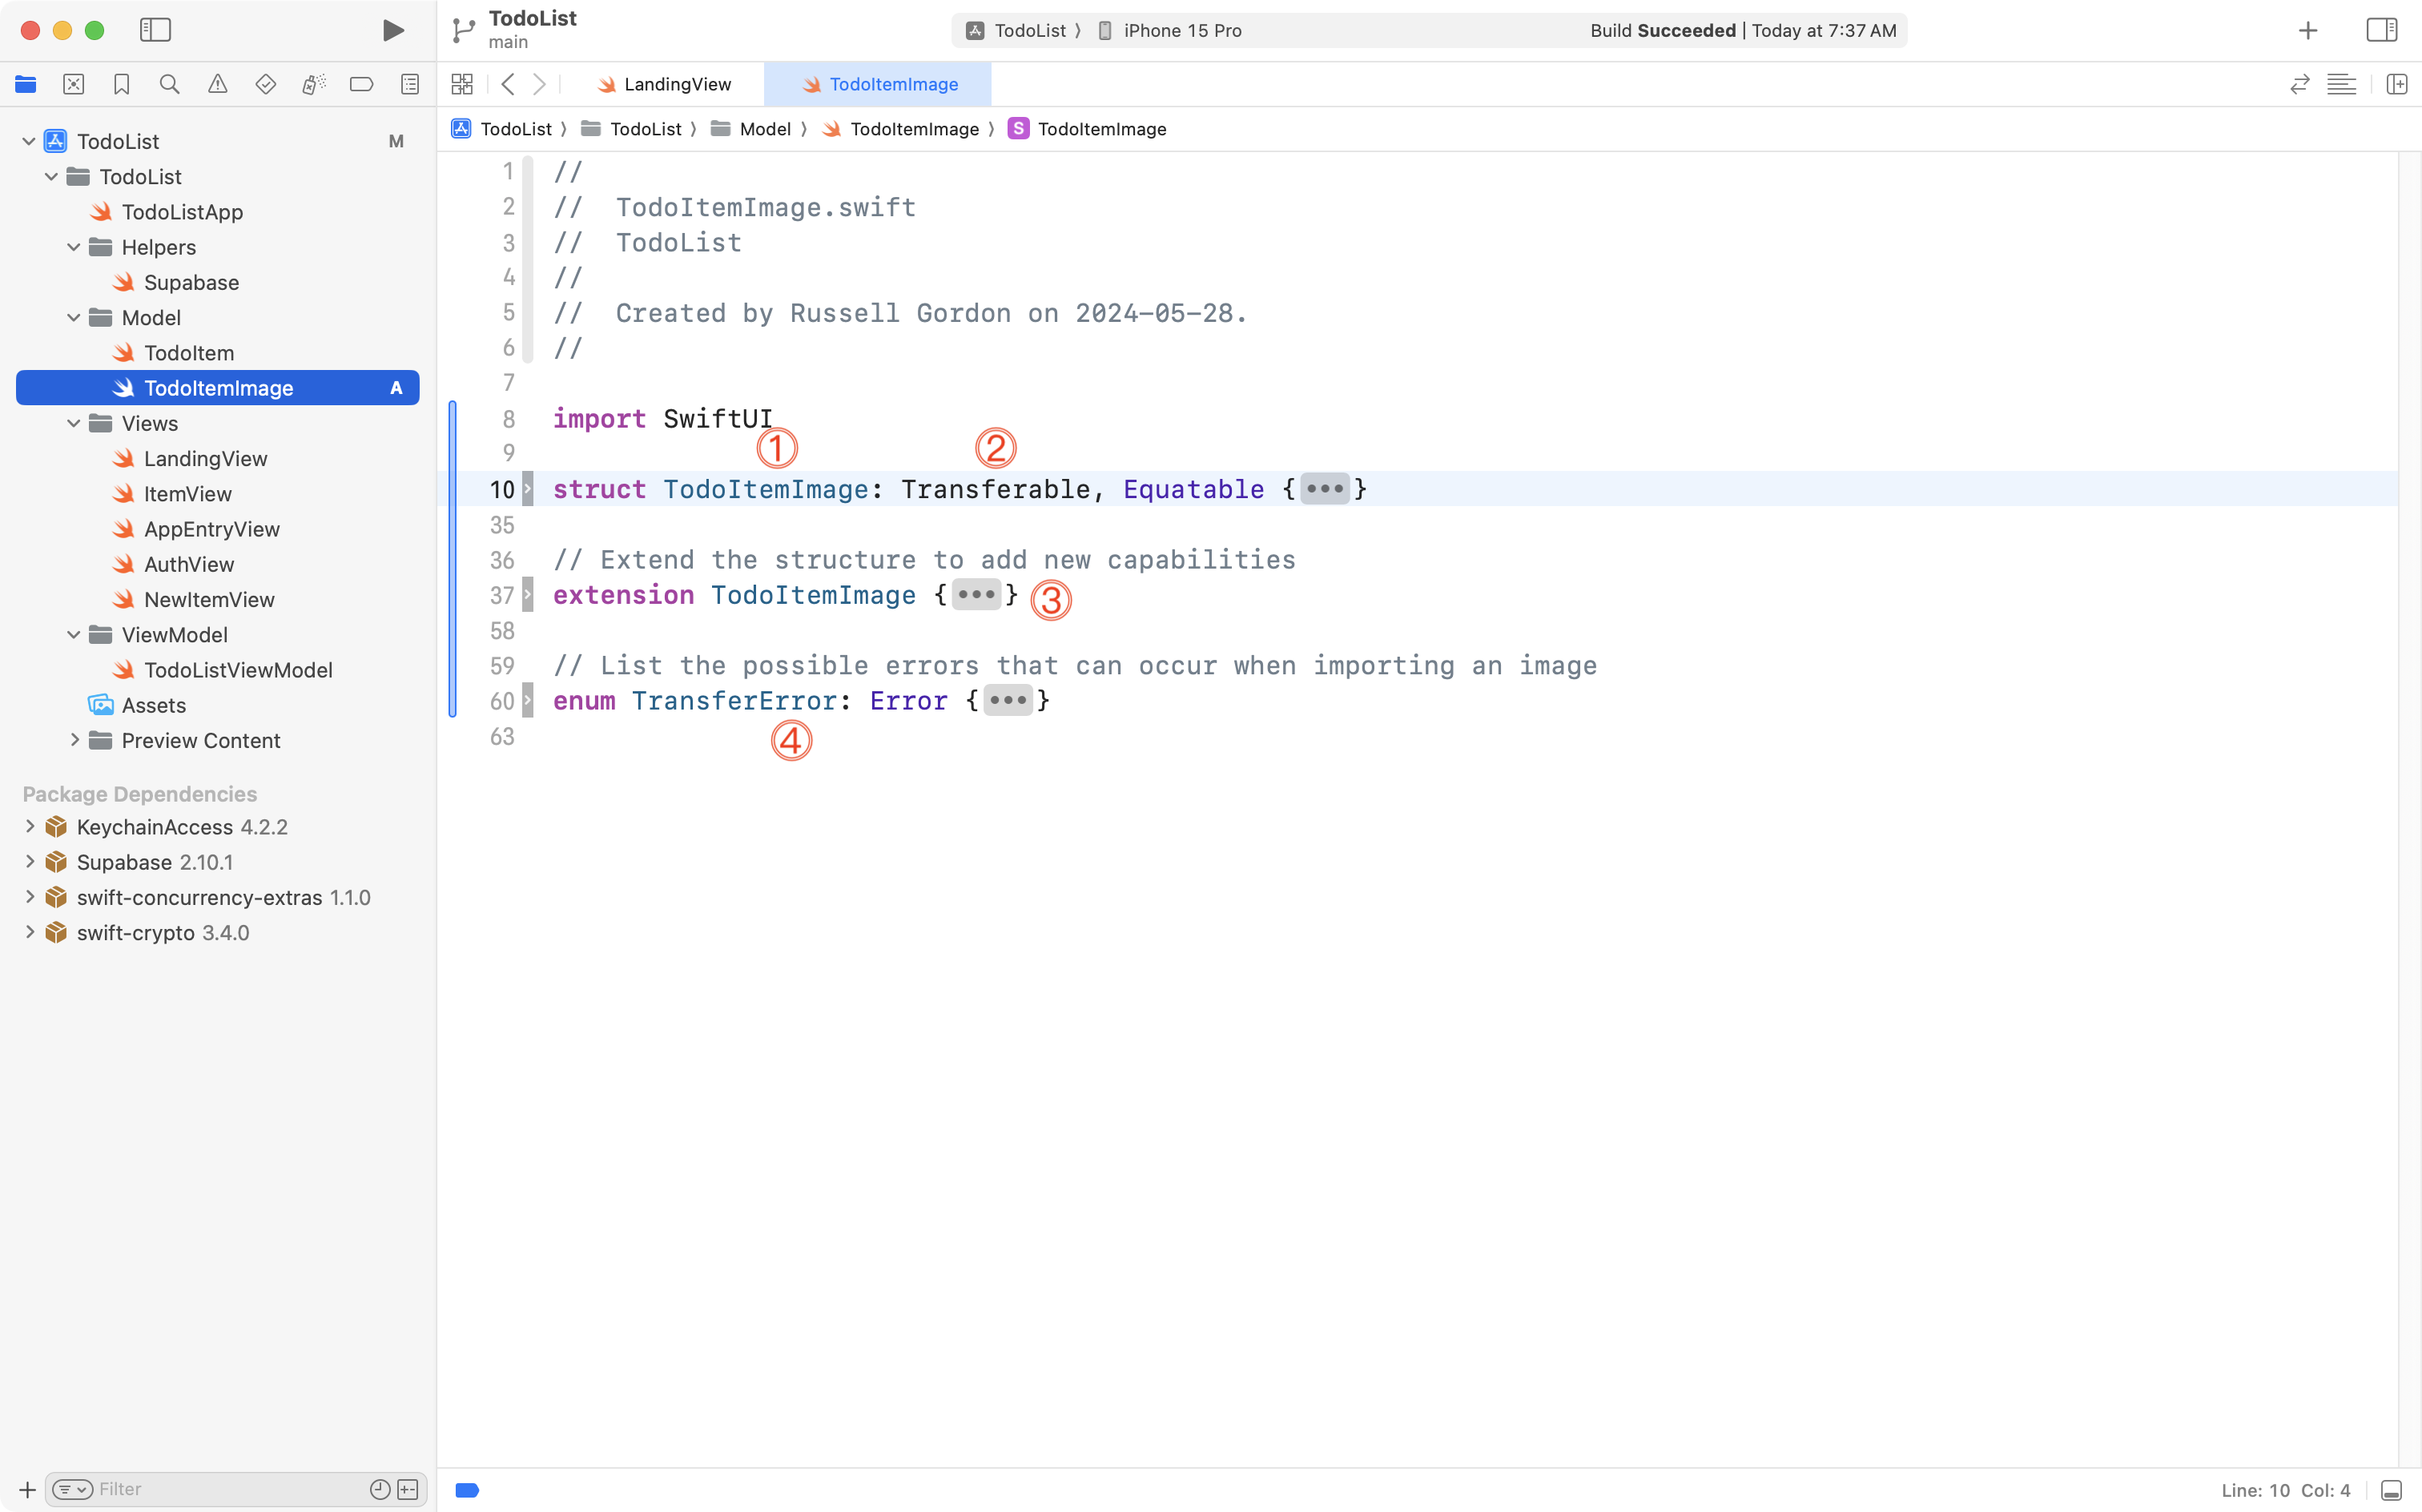 TodoList
main
TodoList 〉 iPhone 15 Pro
Build Succeeded | Today at 7:37 AM
LandingView
TodoItemImage
TodoList 〉 TodoList 〉 Model 〉 TodoItemImage 〉 S TodoItemImage
TodoList M
TodoList
TodoListApp
Helpers
Supabase
Model
TodoItem
TodoItemImage A
Views
LandingView
ItemView
AppEntryView
AuthView
NewItemView
ViewModel
TodoListViewModel
Assets
Preview Content
Package Dependencies
KeychainAccess 4.2.2
Supabase 2.10.1
swift-concurrency-extras 1.1.0
swift-crypto 3.4.0
Filter
1 //
2 //  TodoItemImage.swift
3 //  TodoList
4 //
5 //  Created by Russell Gordon on 2024-05-28.
6 //
7
8 import SwiftUI
① ②
9
10 struct TodoItemImage: Transferable, Equatable {•••}
35
36 // Extend the structure to add new capabilities
37 extension TodoItemImage {•••} ③
58
59 // List the possible errors that can occur when importing an image
60 enum TransferError: Error {•••}
④
63
Line: 10 Col: 4